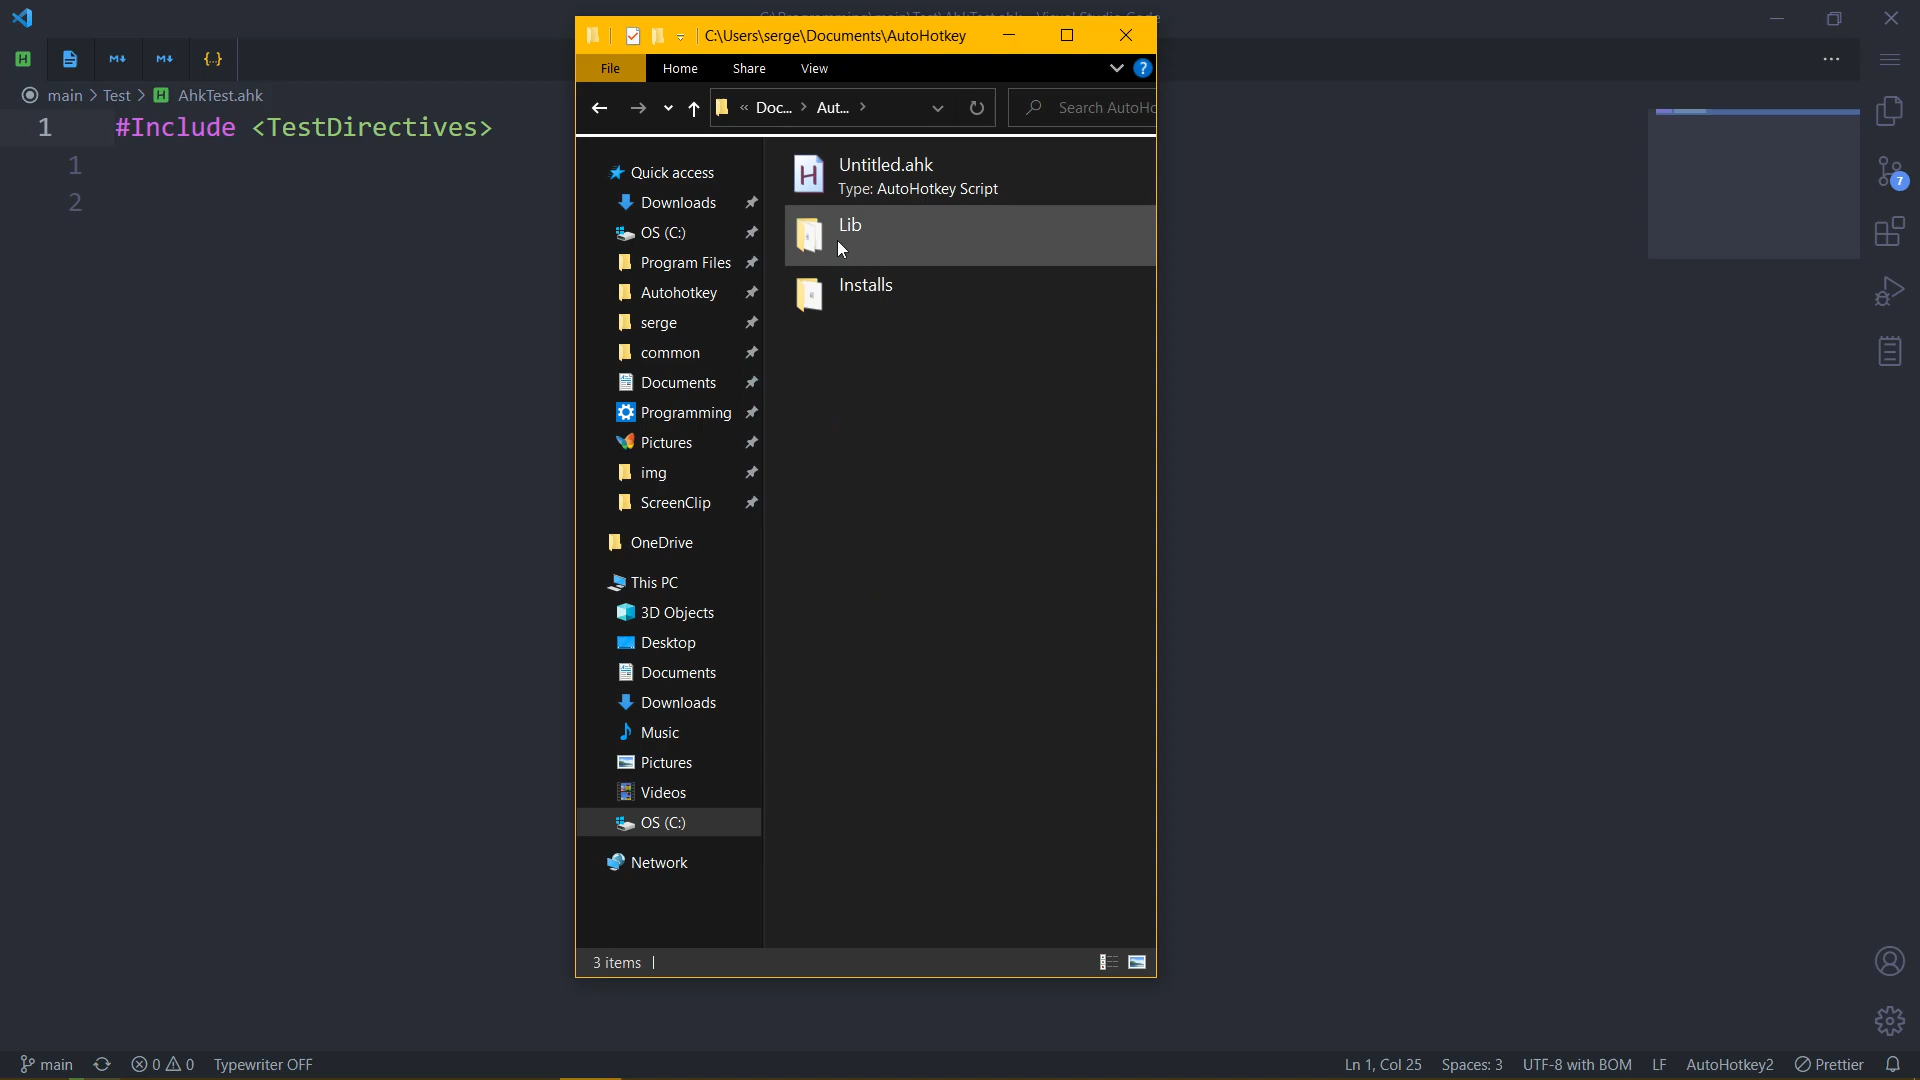 C:\Users\serge\Documents\AutoHotkey
File Home Share View
« Doc... > Aut... >
Search AutoHo
main > Test > AhkTest.ahk
1 #Include <TestDirectives>
1
2
Quick access
Downloads
OS (C:)
Program Files
Autohotkey
serge
common
Documents
Programming
Pictures
img
ScreenClip
OneDrive
This PC
3D Objects
Desktop
Documents
Downloads
Music
Pictures
Videos
OS (C:)
Network
Untitled.ahk
Type: AutoHotkey Script
Lib
Installs
3 items
7
main 0 0 Typewriter OFF
Ln 1, Col 25 Spaces: 3 UTF-8 with BOM LF AutoHotkey2 Prettier